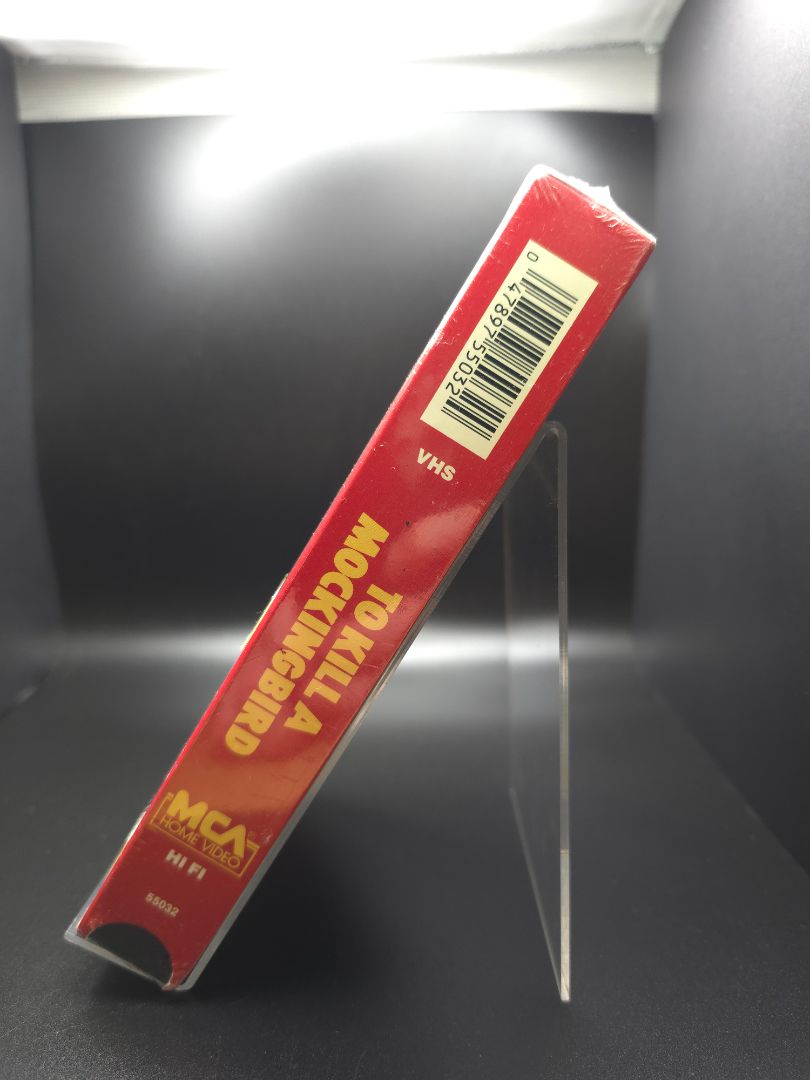 0 47897 55032
VHS
TO KILL A
MOCKINGBIRD
MCA
HOME VIDEO
HI FI
55032